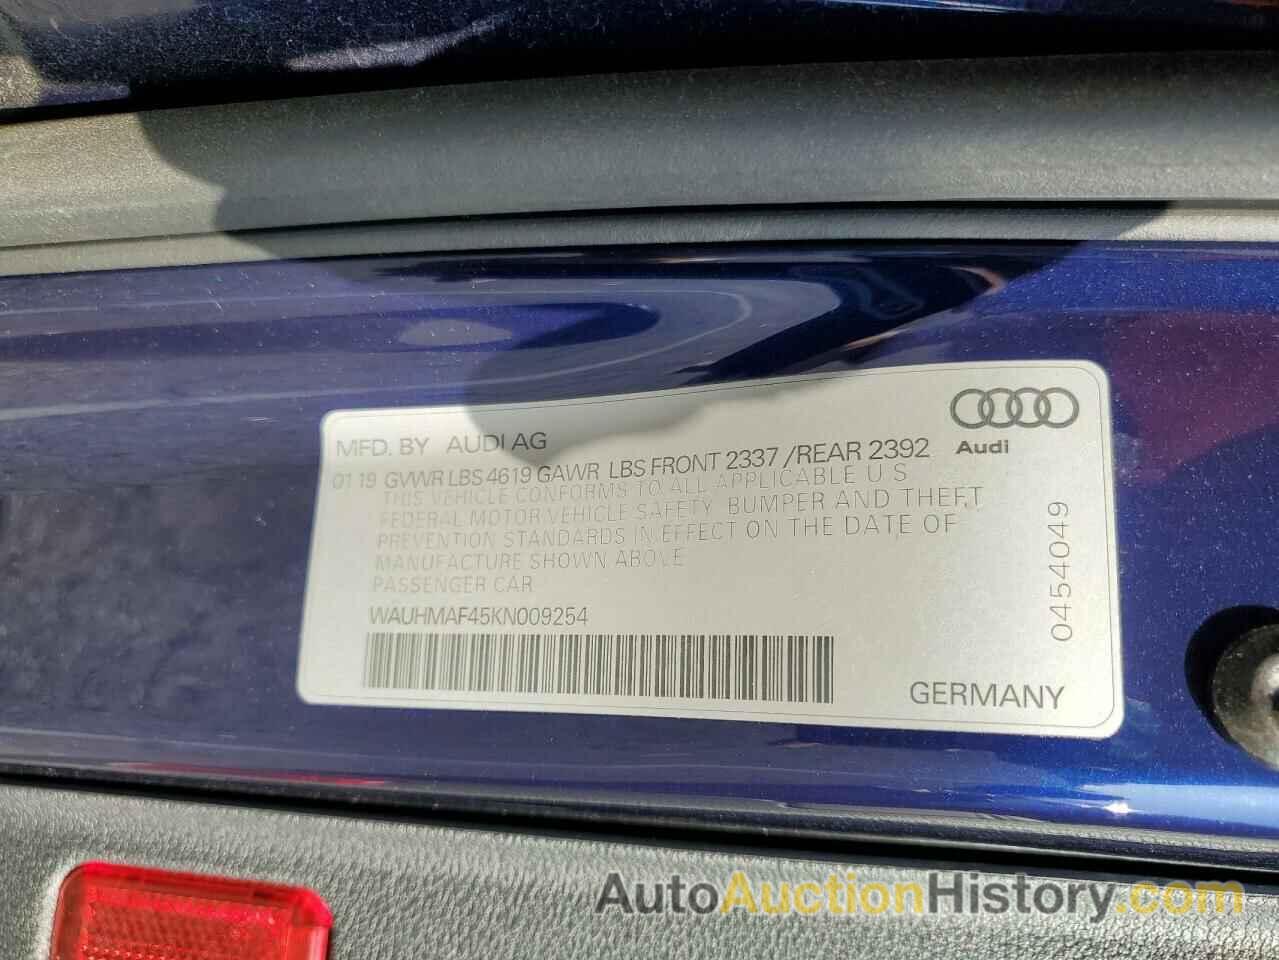 MFD. BY AUDI AG
Audi
01 19 GVWR LBS 4619 GAWR LBS FRONT 2337 /REAR 2392
THIS VEHICLE CONFORMS TO ALL APPLICABLE U S
FEDERAL MOTOR VEHICLE SAFETY, BUMPER AND THEFT
PREVENTION STANDARDS IN EFFECT ON THE DATE OF
MANUFACTURE SHOWN ABOVE
PASSENGER CAR
WAUHMAF45KN009254
0454049
GERMANY
AutoAuctionHistory.com